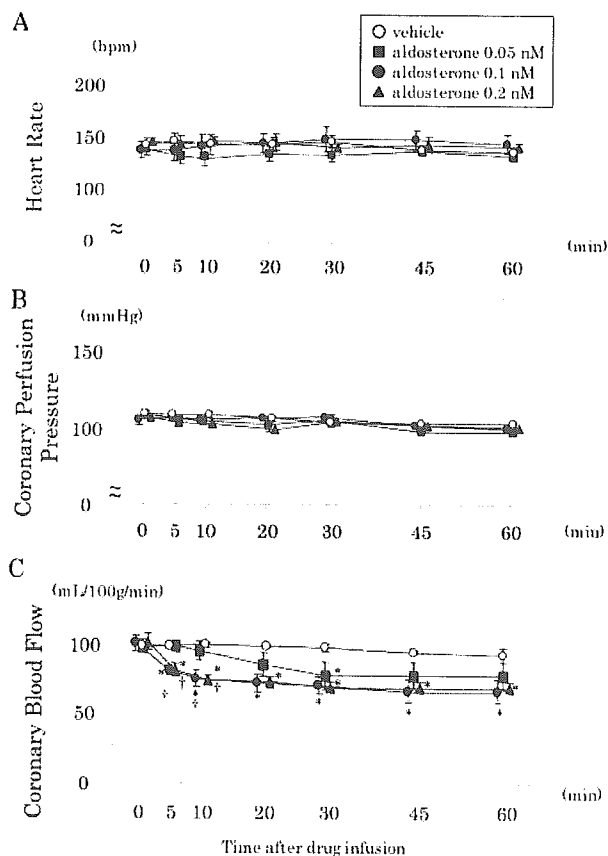 A
(bpm)
vehicle
aldosterone 0.05 nM
aldosterone 0.1 nM
aldosterone 0.2 nM
Heart Rate
200
150
100
≈
0
0 5 10 20 30 45 60 (min)
B
(mmHg)
Coronary Perfusion
Pressure
150
100
≈
0
0 5 10 20 30 45 60 (min)
C
(mL/100g/min)
Coronary Blood Flow
100
50
0
* * * * * * * * * * *
† † † †
0 5 10 20 30 45 60 (min)
Time after drug infusion